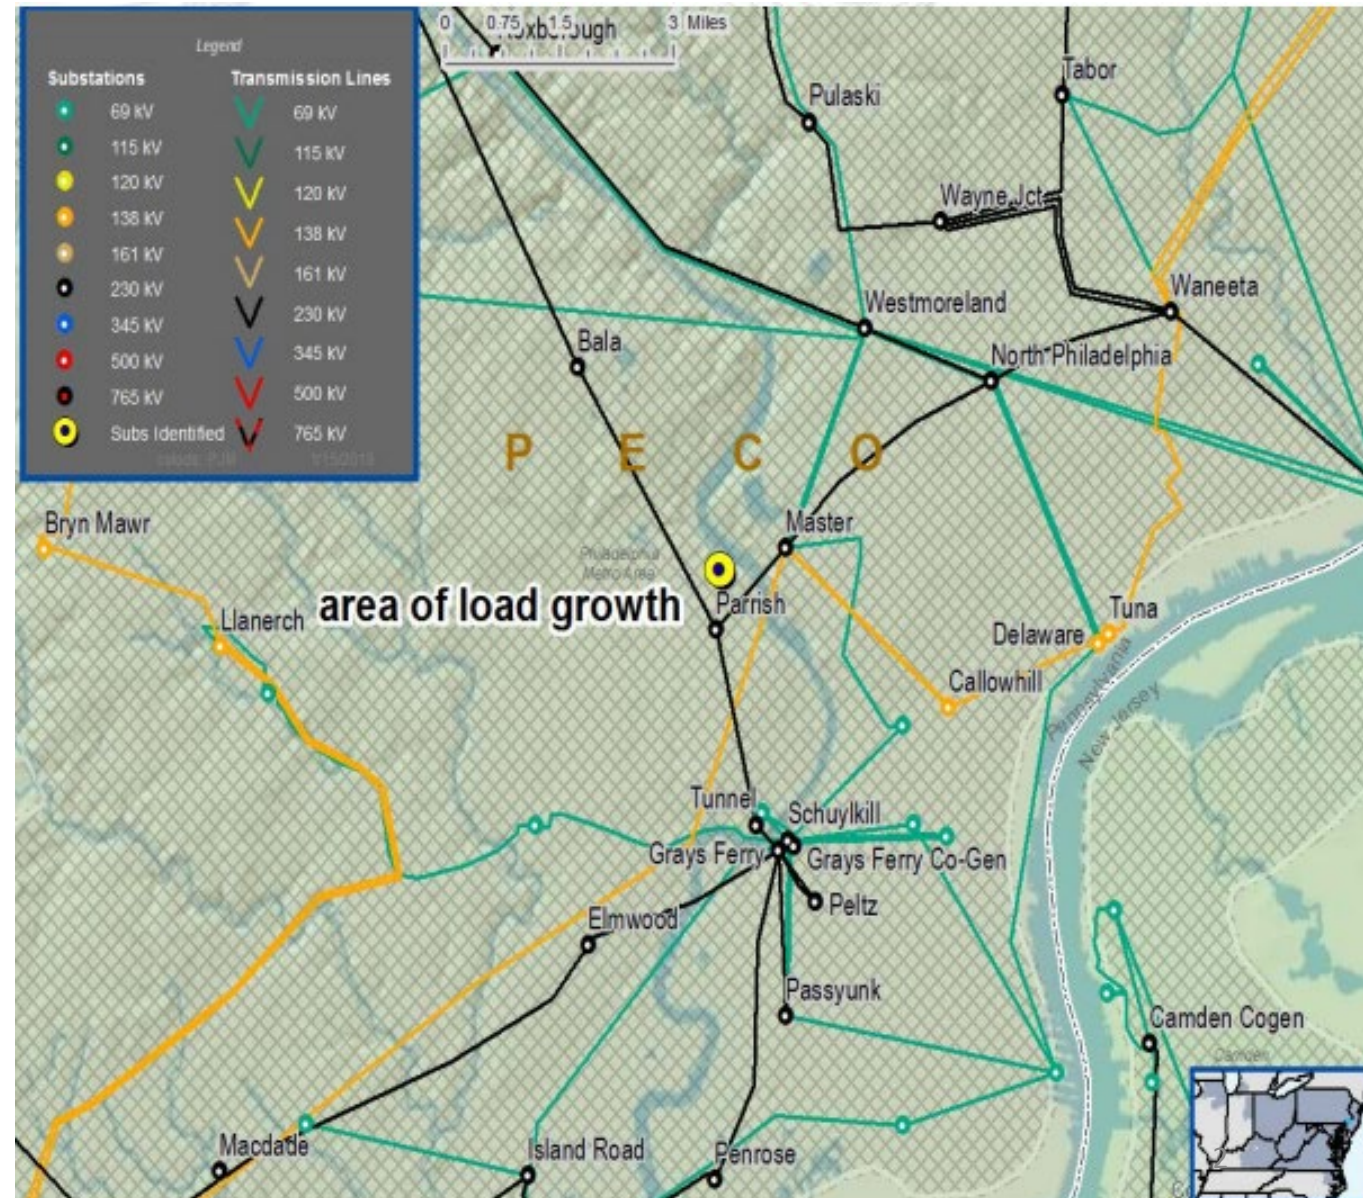 Legend
Substations
Transmission Lines
69 kV
69 kV
115 kV
115 kV
120 kV
120 kV
138 kV
138 kV
161 kV
161 kV
230 kV
230 kV
345 kV
345 kV
500 kV
500 kV
765 kV
765 kV
Subs Identified
0 0.75 1.5 3 Miles
Tabor
Pulaski
Wayne Jct
Waneeta
Westmoreland
North Philadelphia
Bala
P E C O
Bryn Mawr
Master
Philadelphia
Metro Area
area of load growth
Parrish
Llanerch
Tuna
Delaware
Callowhill
Pennsylvania
New Jersey
Tunnel
Schuylkill
Grays Ferry
Grays Ferry Co-Gen
Peltz
Elmwood
Passyunk
Camden Cogen
Camden
Macdade
Island Road
Penrose